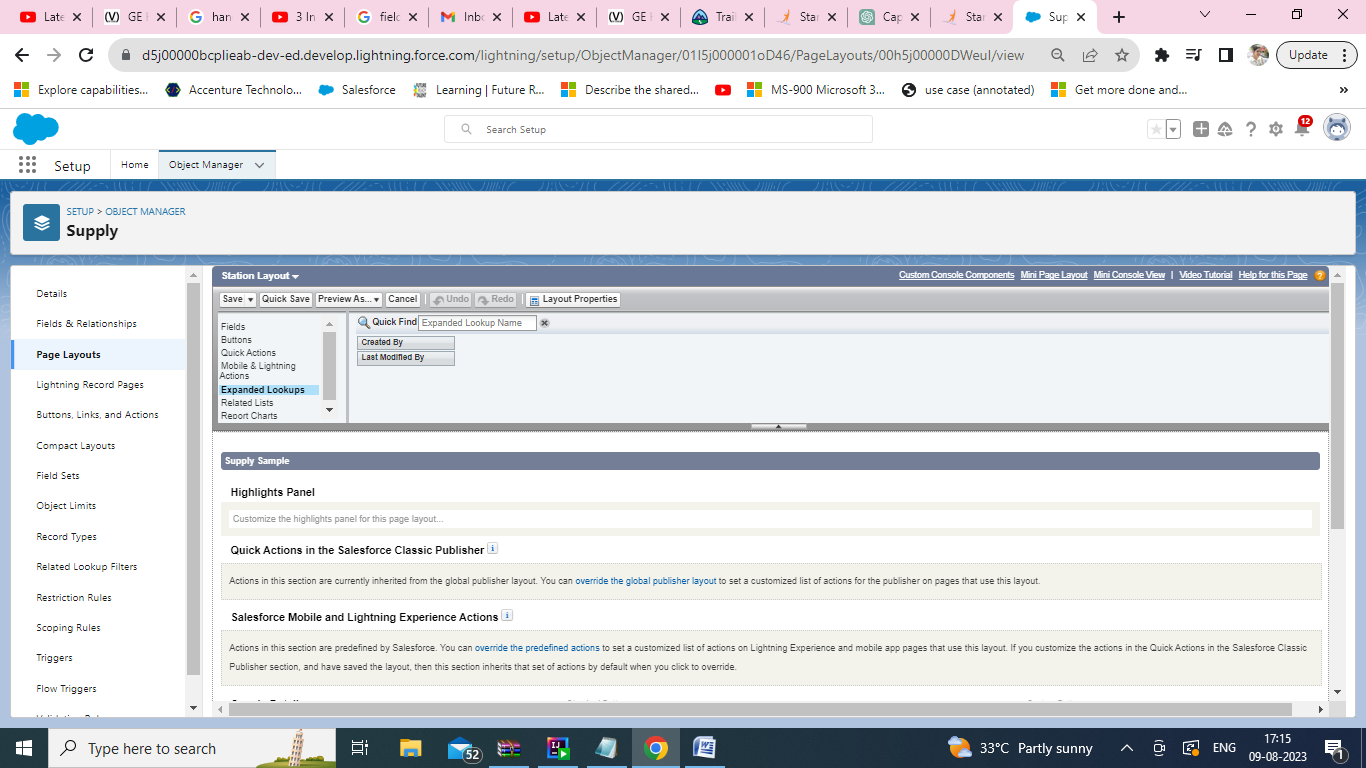 Late
GE I
han
3 In
field
Inbo
Late
GE I
Trai
Star
Cap
Star
Sup
d5j00000bcplieab-dev-ed.develop.lightning.force.com/lightning/setup/ObjectManager/01I5j000001oD46/PageLayouts/00h5j00000DWeuI/view
Update
Explore capabilities...
Accenture Technolo...
Salesforce
Learning | Future R...
Describe the shared...
MS-900 Microsoft 3...
use case (annotated)
Get more done and...
»
Search Setup
12
Setup
Home
Object Manager
SETUP > OBJECT MANAGER
Supply
Details
Fields & Relationships
Page Layouts
Lightning Record Pages
Buttons, Links, and Actions
Compact Layouts
Field Sets
Object Limits
Record Types
Related Lookup Filters
Restriction Rules
Scoping Rules
Triggers
Flow Triggers
Station Layout
Custom Console Components Mini Page Layout Mini Console View | Video Tutorial Help for this Page
Save Quick Save Preview As... Cancel Undo Redo Layout Properties
Fields
Buttons
Quick Actions
Mobile & Lightning
Actions
Expanded Lookups
Related Lists
Report Charts
Quick Find Expanded Lookup Name
Created By
Last Modified By
Supply Sample
Highlights Panel
Customize the highlights panel for this page layout...
Quick Actions in the Salesforce Classic Publisher
Actions in this section are currently inherited from the global publisher layout. You can override the global publisher layout to set a customized list of actions for the publisher on pages that use this layout.
Salesforce Mobile and Lightning Experience Actions
Actions in this section are predefined by Salesforce. You can override the predefined actions to set a customized list of actions on Lightning Experience and mobile app pages that use this layout. If you customize the actions in the Quick Actions in the Salesforce Classic
Publisher section, and have saved the layout, then this section inherits that set of actions by default when you click to override.
Type here to search
52
33°C Partly sunny
ENG
17:15
09-08-2023
1